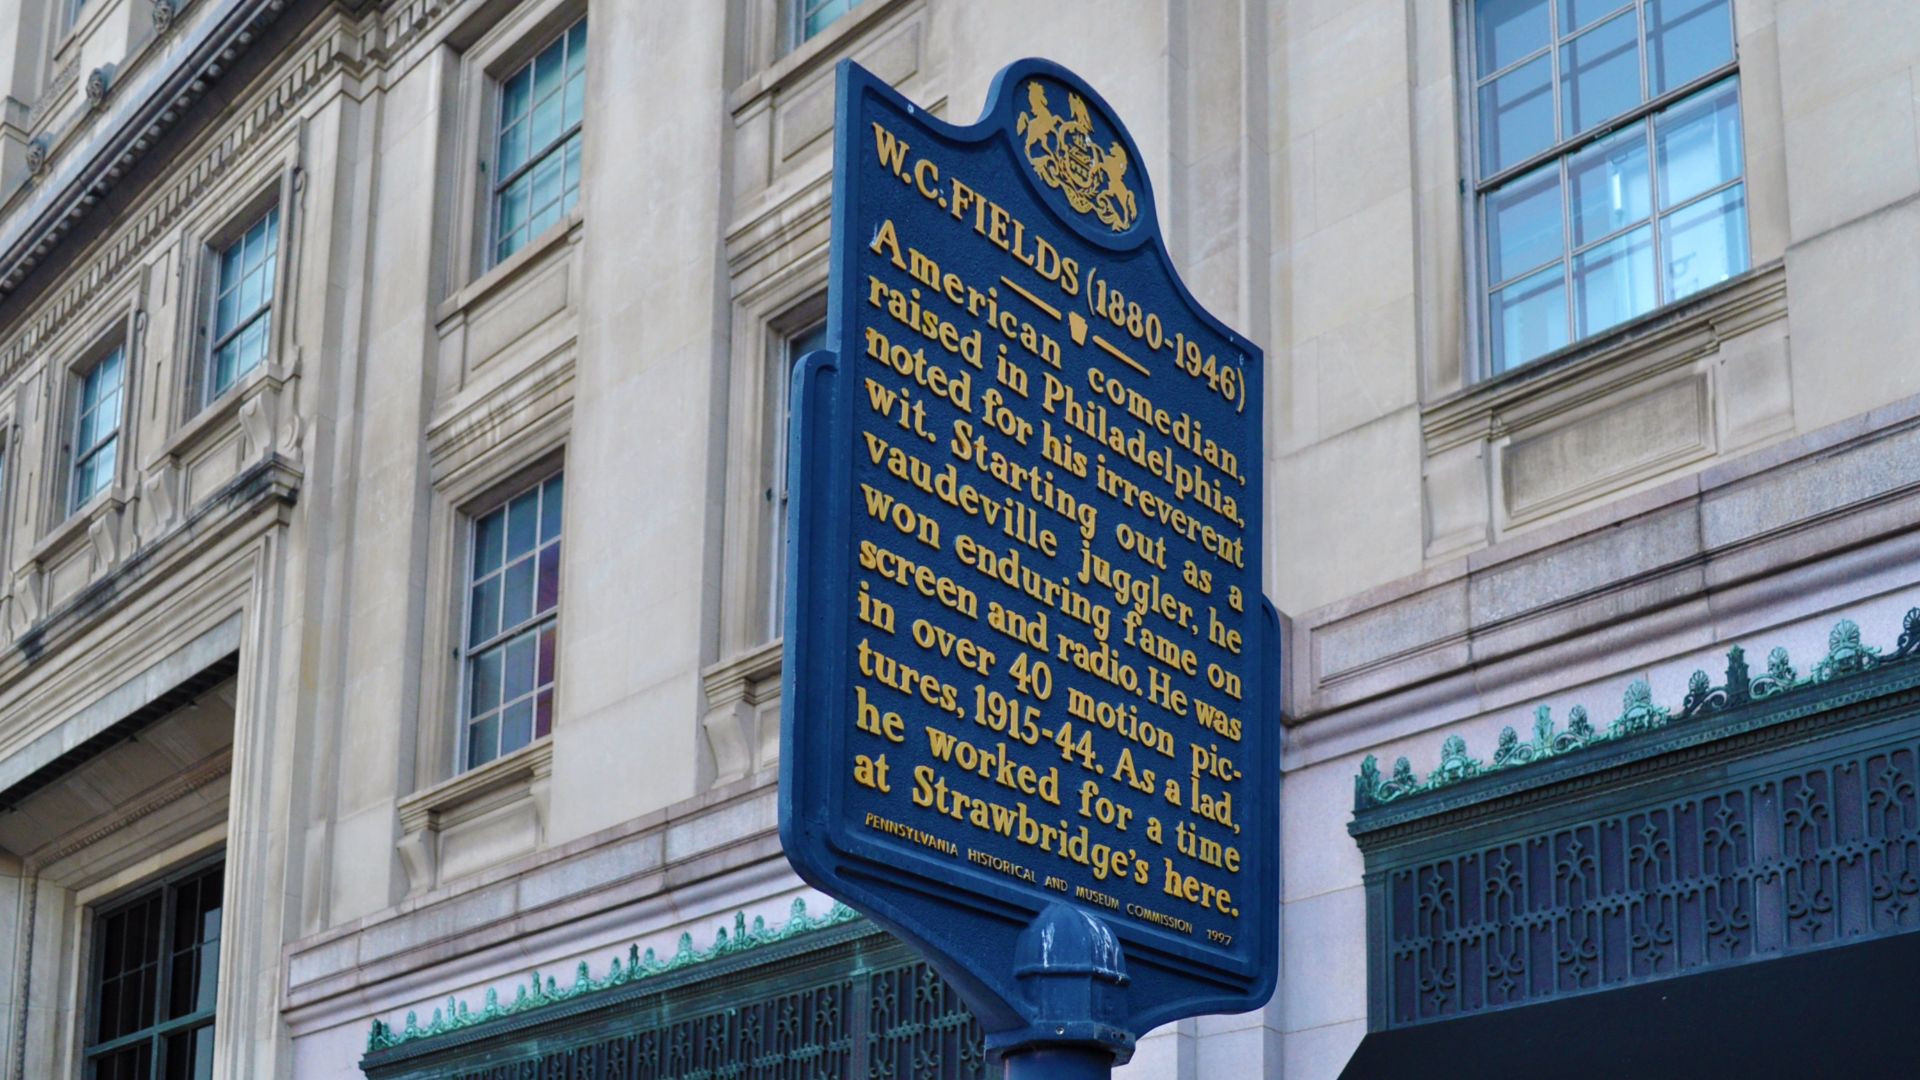 W.C. FIELDS (1880-1946)
American comedian,
raised in Philadelphia,
noted for his irreverent
wit. Starting out as a
vaudeville juggler, he
won enduring fame on
screen and radio. He was
in over 40 motion pic-
tures, 1915-44. As a lad,
he worked for a time
at Strawbridge's here.
PENNSYLVANIA HISTORICAL AND MUSEUM COMMISSION 1997